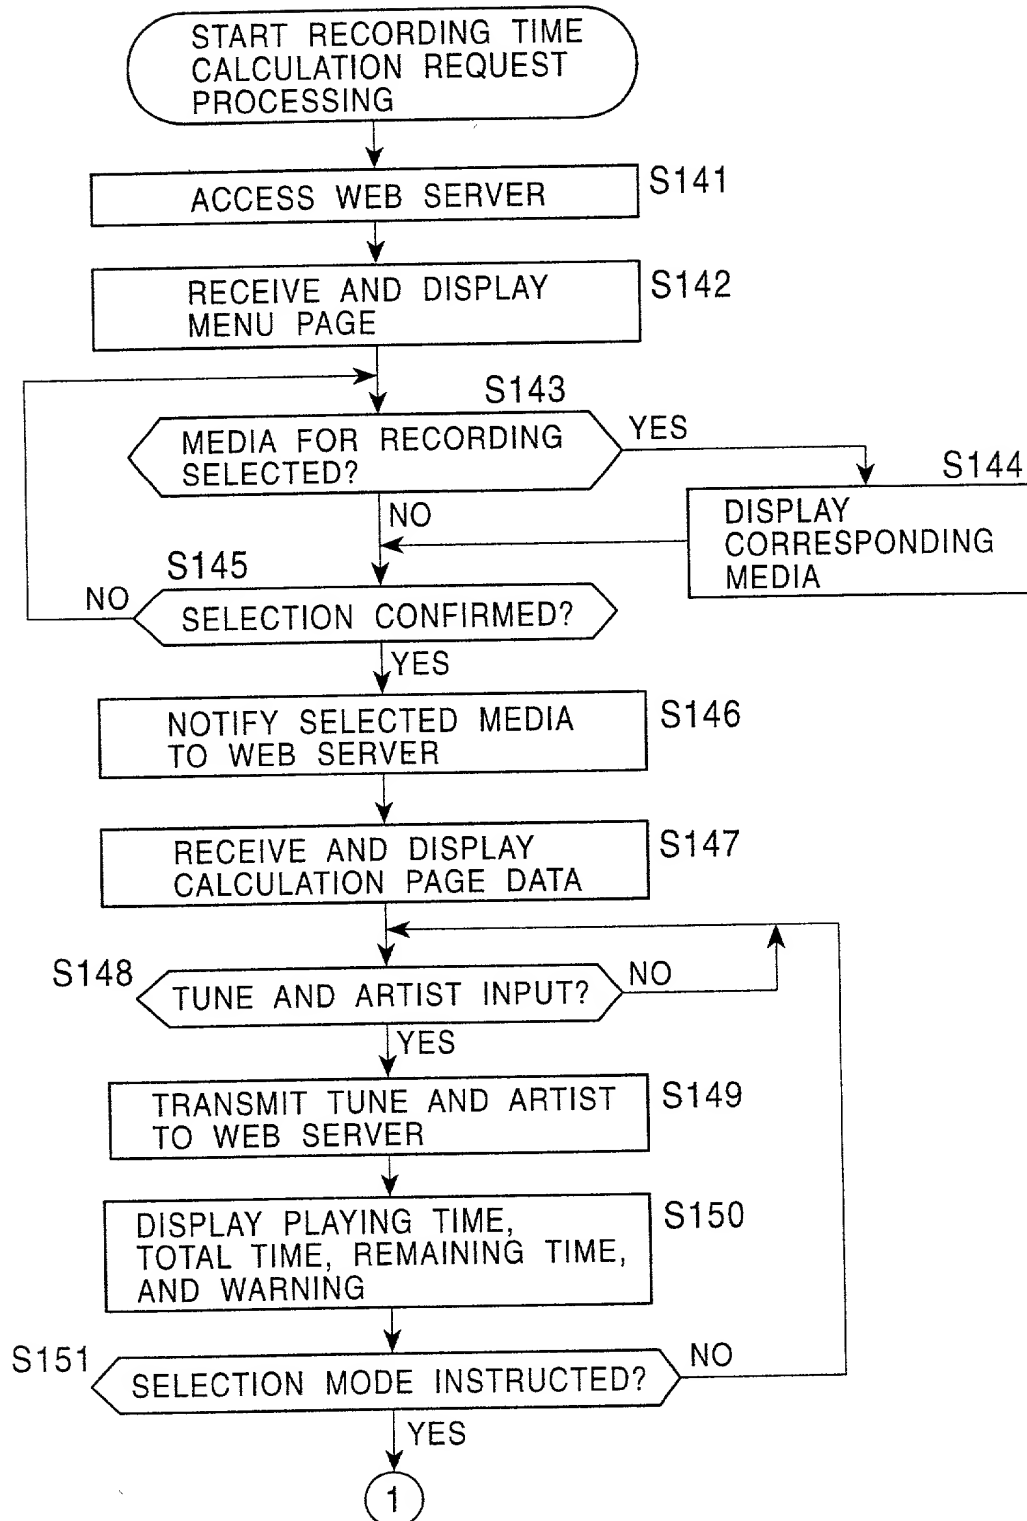 START RECORDING TIME
CALCULATION REQUEST
PROCESSING
ACCESS WEB SERVER
S141
RECEIVE AND DISPLAY
MENU PAGE
S142
S143
MEDIA FOR RECORDING
SELECTED?
YES
NO
S144
DISPLAY
CORRESPONDING
MEDIA
S145
NO
SELECTION CONFIRMED?
YES
NOTIFY SELECTED MEDIA
TO WEB SERVER
S146
RECEIVE AND DISPLAY
CALCULATION PAGE DATA
S147
S148
TUNE AND ARTIST INPUT?
NO
YES
TRANSMIT TUNE AND ARTIST
TO WEB SERVER
S149
DISPLAY PLAYING TIME,
TOTAL TIME, REMAINING TIME,
AND WARNING
S150
S151
SELECTION MODE INSTRUCTED?
NO
YES
1